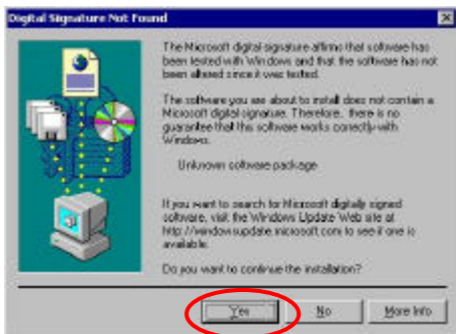 Digital Signature Not Found
The Microsoft digital signature affirms that software has
been tested with Windows and that the software has not
been altered since it was tested.
The software you are about to install does not contain a
Microsoft digital signature. Therefore, there is no
guarantee that this software works correctly with
Windows.
Unknown software package
If you want to search for Microsoft digitally signed
software, visit the Windows Update Web site at
http://windowsupdate.microsoft.com to see if one is
available.
Do you want to continue the installation?
Yes
No
More Info